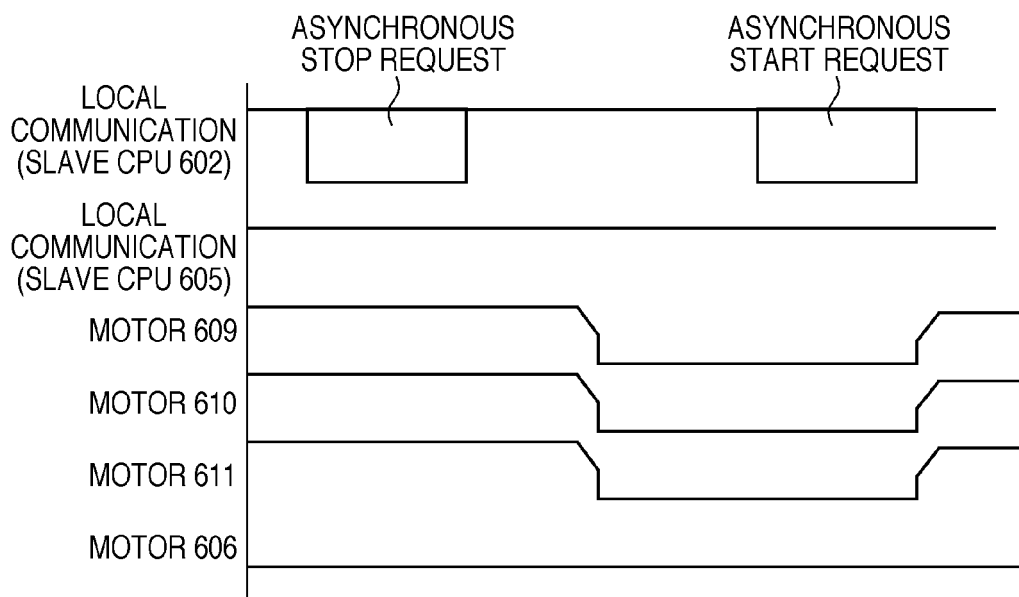 ASYNCHRONOUS
STOP REQUEST
ASYNCHRONOUS
START REQUEST
LOCAL
COMMUNICATION
(SLAVE CPU 602)
LOCAL
COMMUNICATION
(SLAVE CPU 605)
MOTOR 609
MOTOR 610
MOTOR 611
MOTOR 606